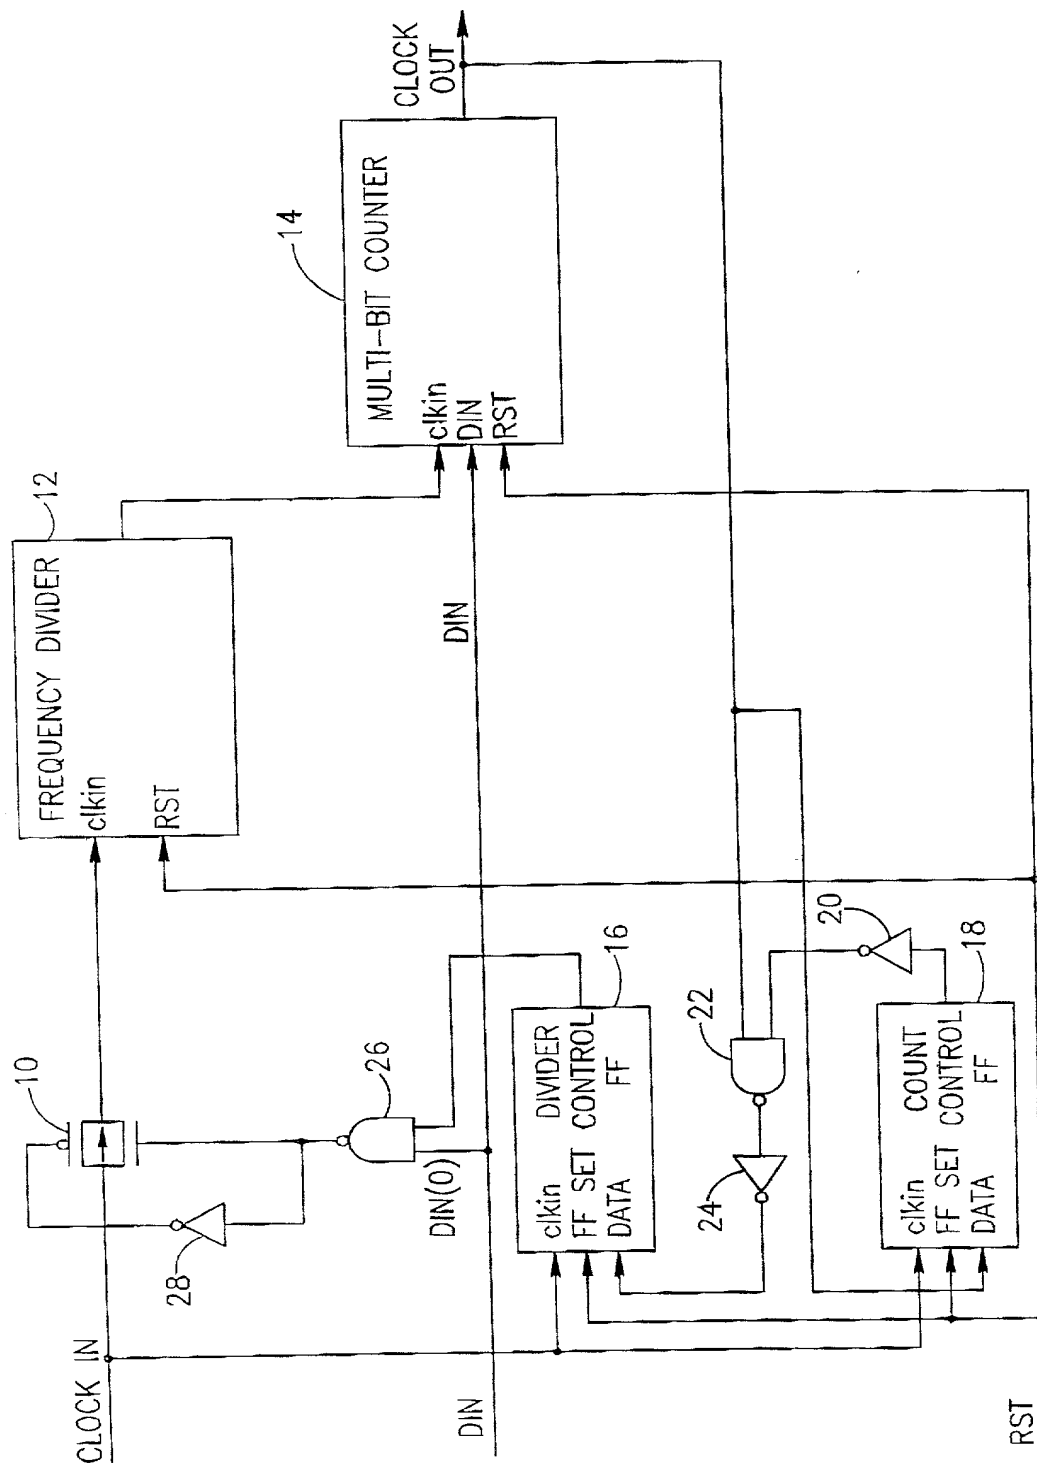 CLOCK IN
10
28
FREQUENCY DIVIDER
clkin
RST
12
14
MULTI-BIT COUNTER
clkin
DIN
RST
CLOCK
OUT
26
DIN(0)
DIN
DIN
DIVIDER
clkin
FF SET CONTROL
DATA
FF
16
22
24
20
COUNT
clkin
FF SET CONTROL
DATA
FF
18
RST